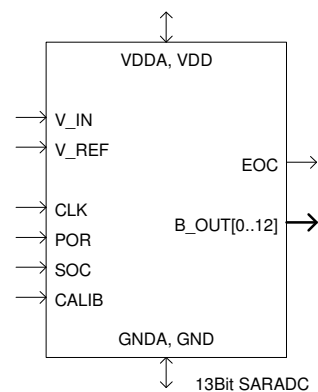 VDDA, VDD
V_IN
V_REF
EOC
CLK
B_OUT[0..12]
POR
SOC
CALIB
GNDA, GND
13Bit SARADC